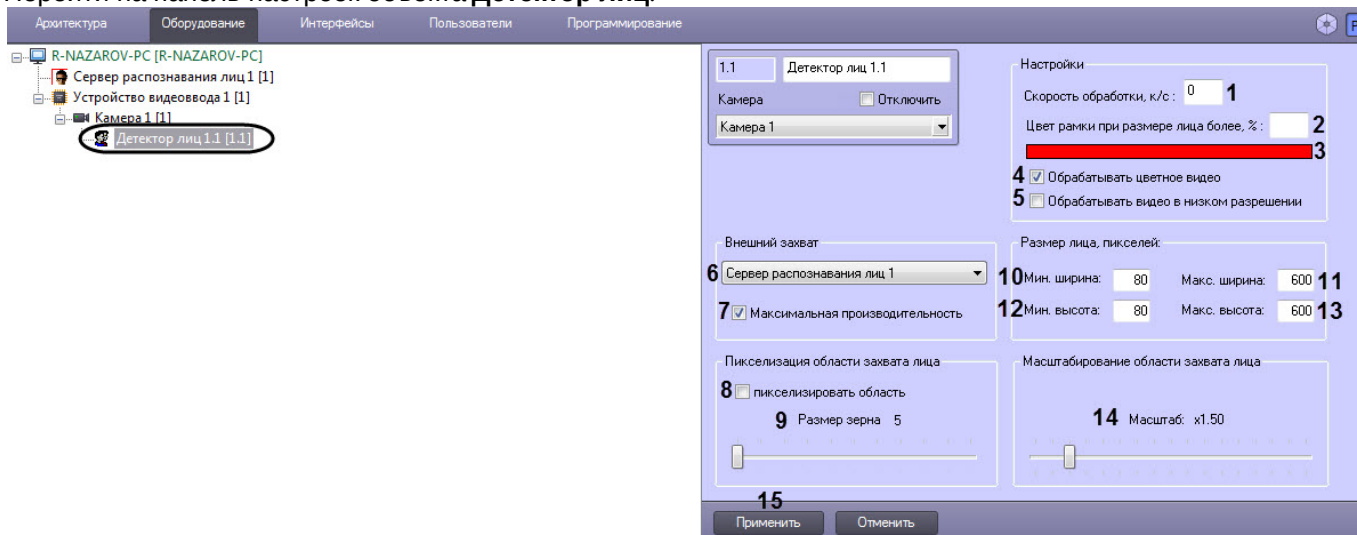 Перейти на панель настроек объекта Детектор лиц.
Архитектура Оборудование Интерфейсы Пользователи Программирование
R-NAZAROV-PC [R-NAZAROV-PC]
Сервер распознавания лиц 1 [1]
Устройство видеоввода 1 [1]
Камера 1 [1]
Детектор лиц 1.1 [1.1]
1.1 Детектор лиц 1.1
Камера Отключить
Камера 1
Настройки
Скорость обработки, к/с : 0 1
Цвет рамки при размере лица более, % : 2
3
4 Обрабатывать цветное видео
5 Обрабатывать видео в низком разрешении
Внешний захват
6 Сервер распознавания лиц 1
7 Максимальная производительность
Размер лица, пикселей:
10 Мин. ширина: 80 Макс. ширина: 600 11
12 Мин. высота: 80 Макс. высота: 600 13
Пикселизация области захвата лица
8 пикселизировать область
9 Размер зерна 5
Масштабирование области захвата лица
14 Масштаб: x1.50
15
Применить Отменить